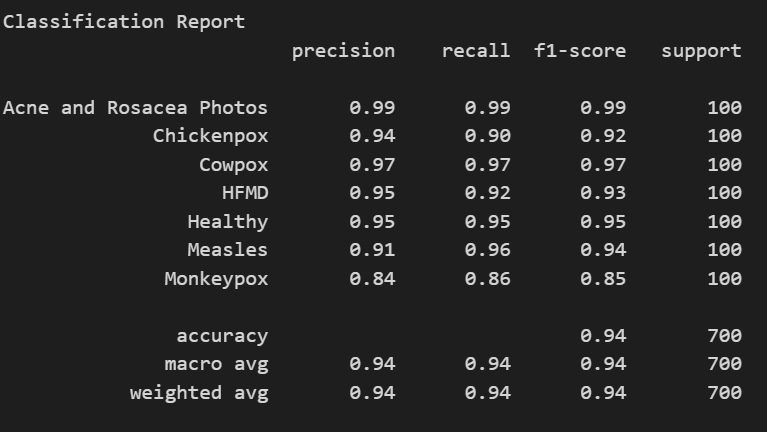 Classification Report
precision recall f1-score support
Acne and Rosacea Photos 0.99 0.99 0.99 100
Chickenpox 0.94 0.90 0.92 100
Cowpox 0.97 0.97 0.97 100
HFMD 0.95 0.92 0.93 100
Healthy 0.95 0.95 0.95 100
Measles 0.91 0.96 0.94 100
Monkeypox 0.84 0.86 0.85 100
accuracy 0.94 700
macro avg 0.94 0.94 0.94 700
weighted avg 0.94 0.94 0.94 700